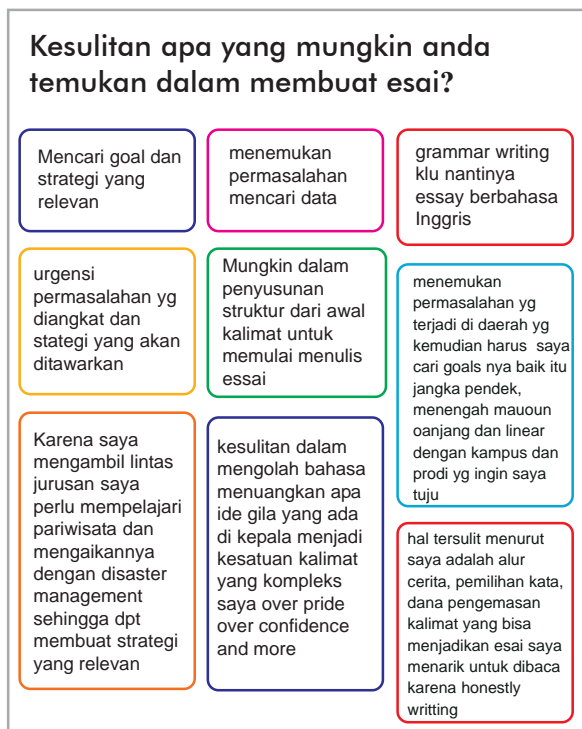 Kesulitan apa yang mungkin anda
temukan dalam membuat esai?
Mencari goal dan
strategi yang
relevan
menemukan
permasalahan
mencari data
grammar writing
klu nantinya
essay berbahasa
Inggris
urgensi
permasalahan yg
diangkat dan
stategi yang akan
ditawarkan
Mungkin dalam
penyusunan
struktur dari awal
kalimat untuk
memulai menulis
essai
menemukan
permasalahan yg
terjadi di daerah yg
kemudian harus saya
cari goals nya baik itu
jangka pendek,
menengah mauoun
oanjang dan linear
dengan kampus dan
prodi yg ingin saya
tuju
Karena saya
mengambil lintas
jurusan saya
perlu mempelajari
pariwisata dan
mengaikannya
dengan disaster
management
sehingga dpt
membuat strategi
yang relevan
kesulitan dalam
mengolah bahasa
menuangkan apa
ide gila yang ada
di kepala menjadi
kesatuan kalimat
yang kompleks
saya over pride
over confidence
and more
hal tersulit menurut
saya adalah alur
cerita, pemilihan kata,
dana pengemasan
kalimat yang bisa
menjadikan esai saya
menarik untuk dibaca
karena honestly
writting